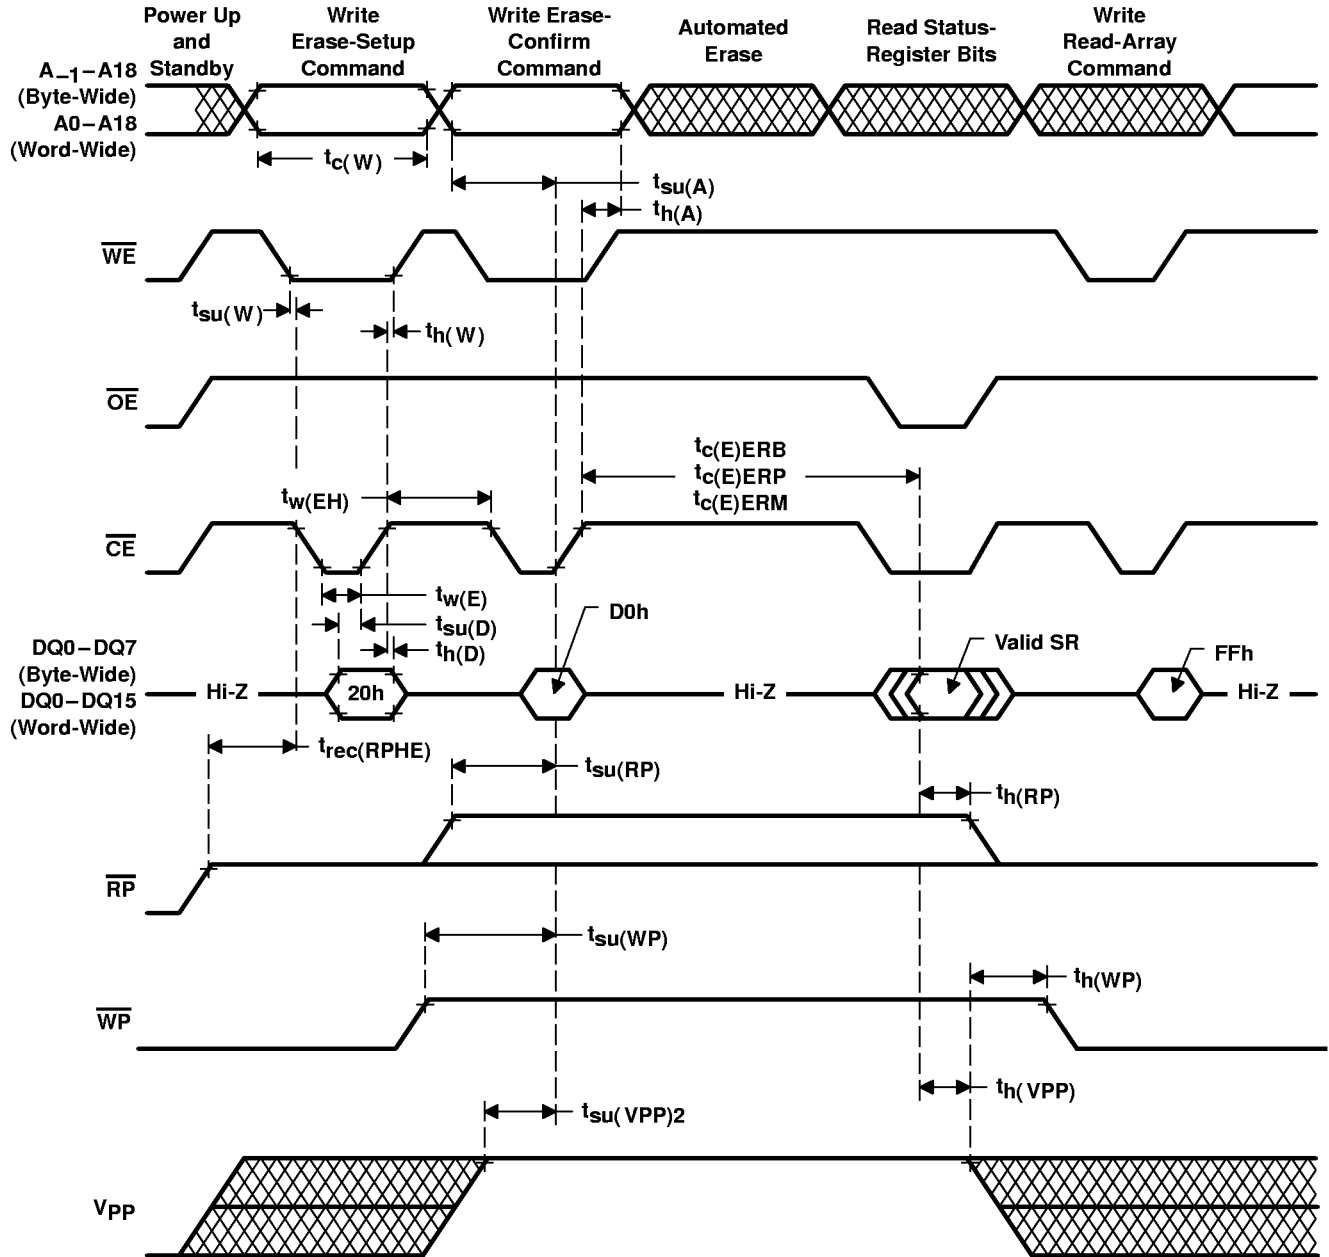 Power Up
and
Standby
Write
Erase-Setup
Command
Write Erase-
Confirm
Command
Automated
Erase
Read Status-
Register Bits
Write
Read-Array
Command
A−1–A18
(Byte-Wide)
A0–A18
(Word-Wide)
tc(W)
tsu(A)
th(A)
WE
tsu(W)
th(W)
OE
tc(E)ERB
tc(E)ERP
tc(E)ERM
tw(EH)
CE
tw(E)
tsu(D)
th(D)
D0h
DQ0–DQ7
(Byte-Wide)
DQ0–DQ15
(Word-Wide)
Hi-Z
20h
Hi-Z
Valid SR
FFh
Hi-Z
trec(RPHE)
tsu(RP)
th(RP)
RP
tsu(WP)
th(WP)
WP
th(VPP)
tsu(VPP)2
VPP